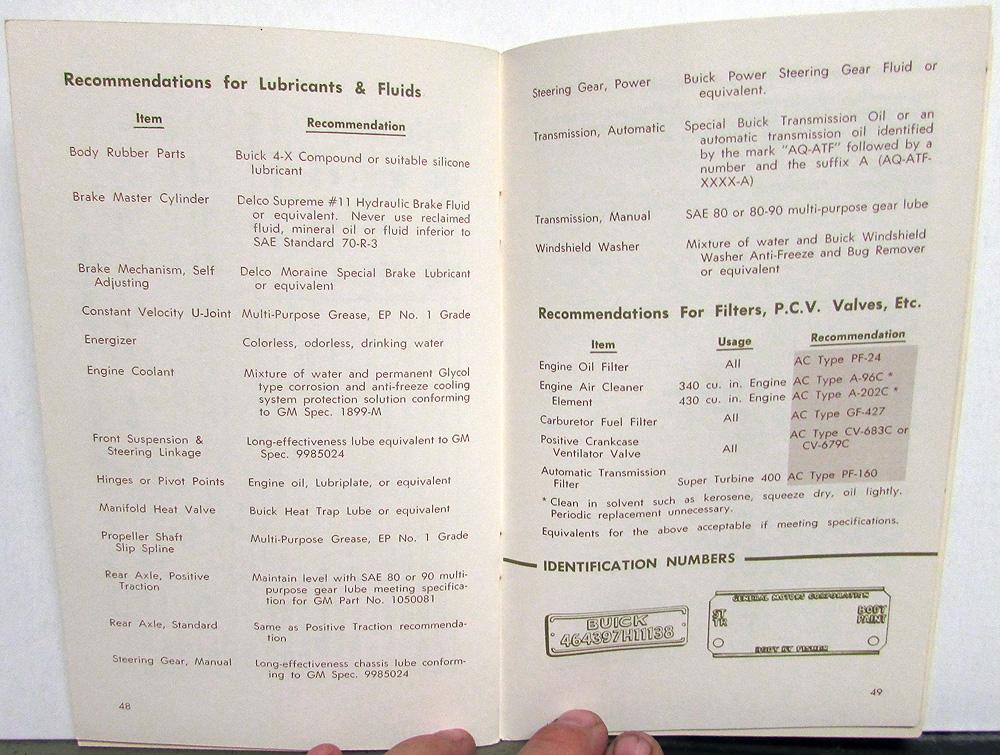 Recommendations for Lubricants & Fluids
Item Recommendation
Body Rubber Parts Buick 4-X Compound or suitable silicone
lubricant
Brake Master Cylinder Delco Supreme #11 Hydraulic Brake Fluid
or equivalent. Never use reclaimed
fluid, mineral oil or fluid inferior to
SAE Standard 70-R-3
Brake Mechanism, Self Delco Moraine Special Brake Lubricant
Adjusting or equivalent
Constant Velocity U-Joint Multi-Purpose Grease, EP No. 1 Grade
Energizer Colorless, odorless, drinking water
Engine Coolant Mixture of water and permanent Glycol
type corrosion and anti-freeze cooling
system protection solution conforming
to GM Spec. 1899-M
Front Suspension & Long-effectiveness lube equivalent to GM
Steering Linkage Spec. 9985024
Hinges or Pivot Points Engine oil, Lubriplate, or equivalent
Manifold Heat Valve Buick Heat Trap Lube or equivalent
Propeller Shaft Multi-Purpose Grease, EP No. 1 Grade
Slip Spline
Rear Axle, Positive Maintain level with SAE 80 or 90 multi-
Traction purpose gear lube meeting specifica-
tion for GM Part No. 1050081
Rear Axle, Standard Same as Positive Traction recommenda-
tion
Steering Gear, Manual Long-effectiveness chassis lube conform-
ing to GM Spec. 9985024
48
Steering Gear, Power Buick Power Steering Gear Fluid or
equivalent.
Transmission, Automatic Special Buick Transmission Oil or an
automatic transmission oil identified
by the mark "AQ-ATF" followed by a
number and the suffix A (AQ-ATF-
XXXX-A)
Transmission, Manual SAE 80 or 80-90 multi-purpose gear lube
Windshield Washer Mixture of water and Buick Windshield
Washer Anti-Freeze and Bug Remover
or equivalent
Recommendations For Filters, P.C.V. Valves, Etc.
Item Usage Recommendation
Engine Oil Filter All AC Type PF-24
Engine Air Cleaner 340 cu. in. Engine AC Type A-96C *
Element 430 cu. in. Engine AC Type A-202C *
Carburetor Fuel Filter All AC Type GF-427
Positive Crankcase AC Type CV-683C or
Ventilator Valve All CV-679C
Automatic Transmission
Filter Super Turbine 400 AC Type PF-160
* Clean in solvent such as kerosene, squeeze dry, oil lightly.
Periodic replacement unnecessary.
Equivalents for the above acceptable if meeting specifications.
IDENTIFICATION NUMBERS
BUICK
464397H11138
GENERAL MOTORS CORPORATION
ST BODY
TR PAINT
BODY BY FISHER
49